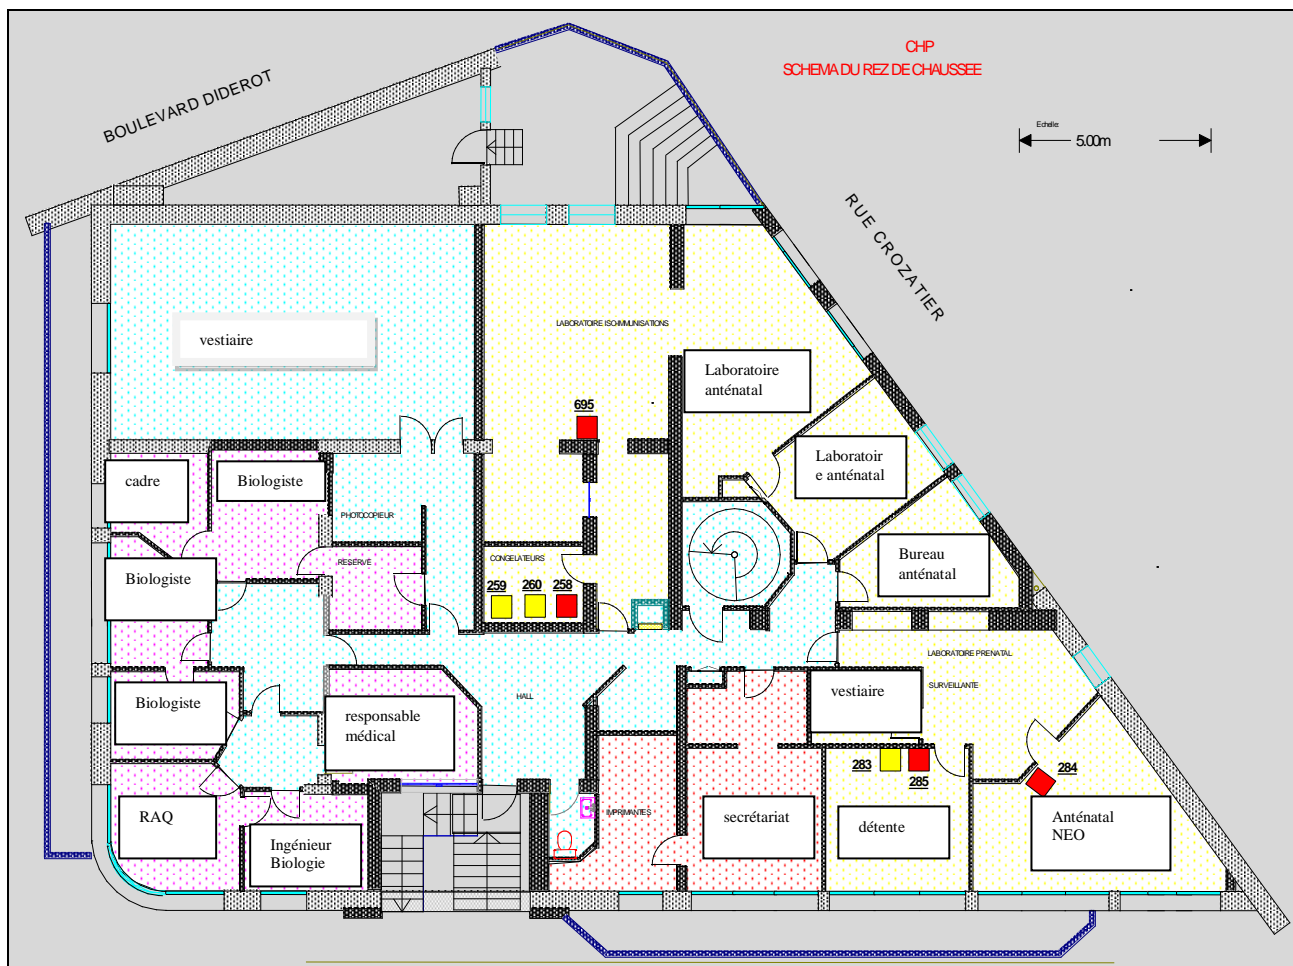 CHP
SCHEMA DU REZ DE CHAUSSEE
BOULEVARD DIDEROT
Echelle:
5.00m
RUE CROZATIER
vestiaire
LABORATOIRE ISO-IMMUNISATIONS
Laboratoire
anténatal
695
cadre
Biologiste
Laboratoir
e anténatal
PHOTOCOPIEUR
Biologiste
RESERVE
CONGELATEURS
Bureau
anténatal
259
260
258
LABORATOIRE PRENATAL
SURVEILLANTE
Biologiste
responsable
médical
HALL
vestiaire
283
285
284
RAQ
Ingénieur
Biologie
IMPRIMANTES
secrétariat
détente
Anténatal
NEO